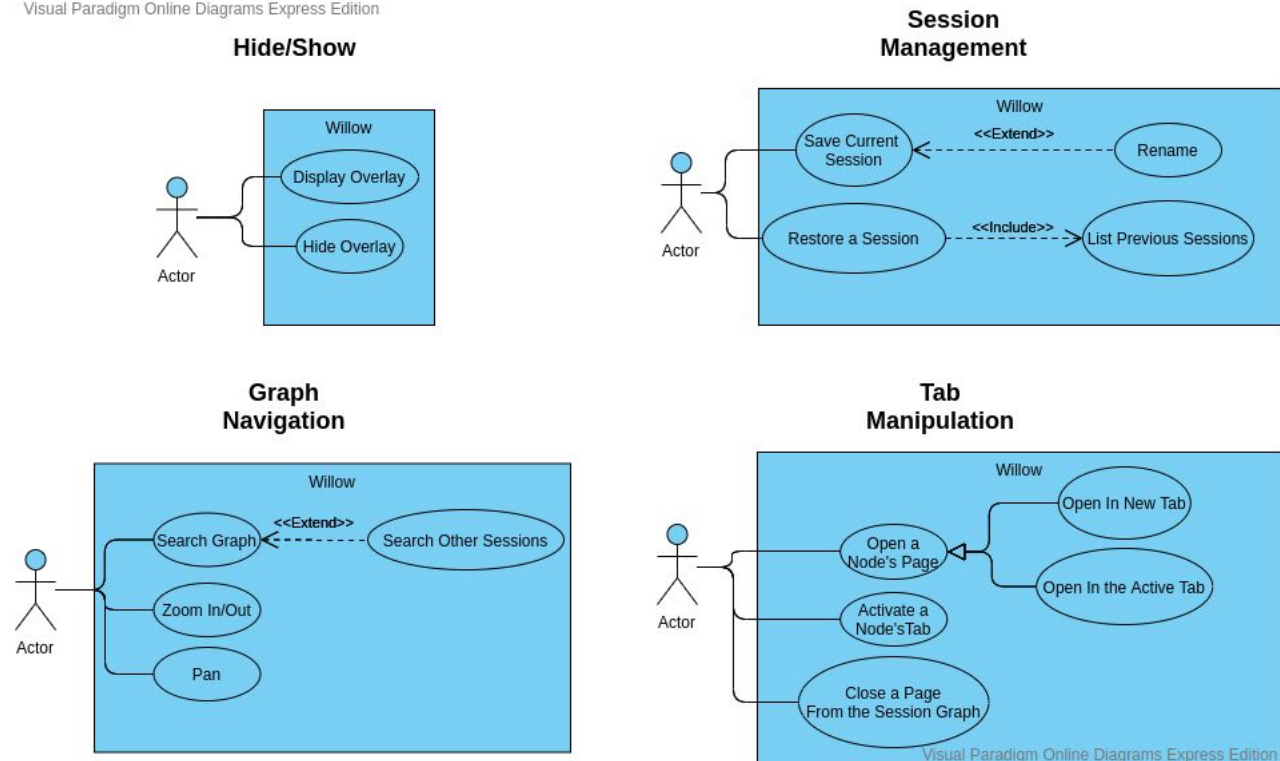 Visual Paradigm Online Diagrams Express Edition
Hide/Show
Willow
Display Overlay
Hide Overlay
Actor
Session
Management
Willow
Save Current
Session
<<Extend>>
Rename
Restore a Session
<<Include>>
List Previous Sessions
Actor
Graph
Navigation
Willow
Search Graph
<<Extend>>
Search Other Sessions
Zoom In/Out
Pan
Actor
Tab
Manipulation
Willow
Open In New Tab
Open a
Node's Page
Open In the Active Tab
Activate a
Node'sTab
Actor
Close a Page
From the Session Graph
Visual Paradigm Online Diagrams Express Edition